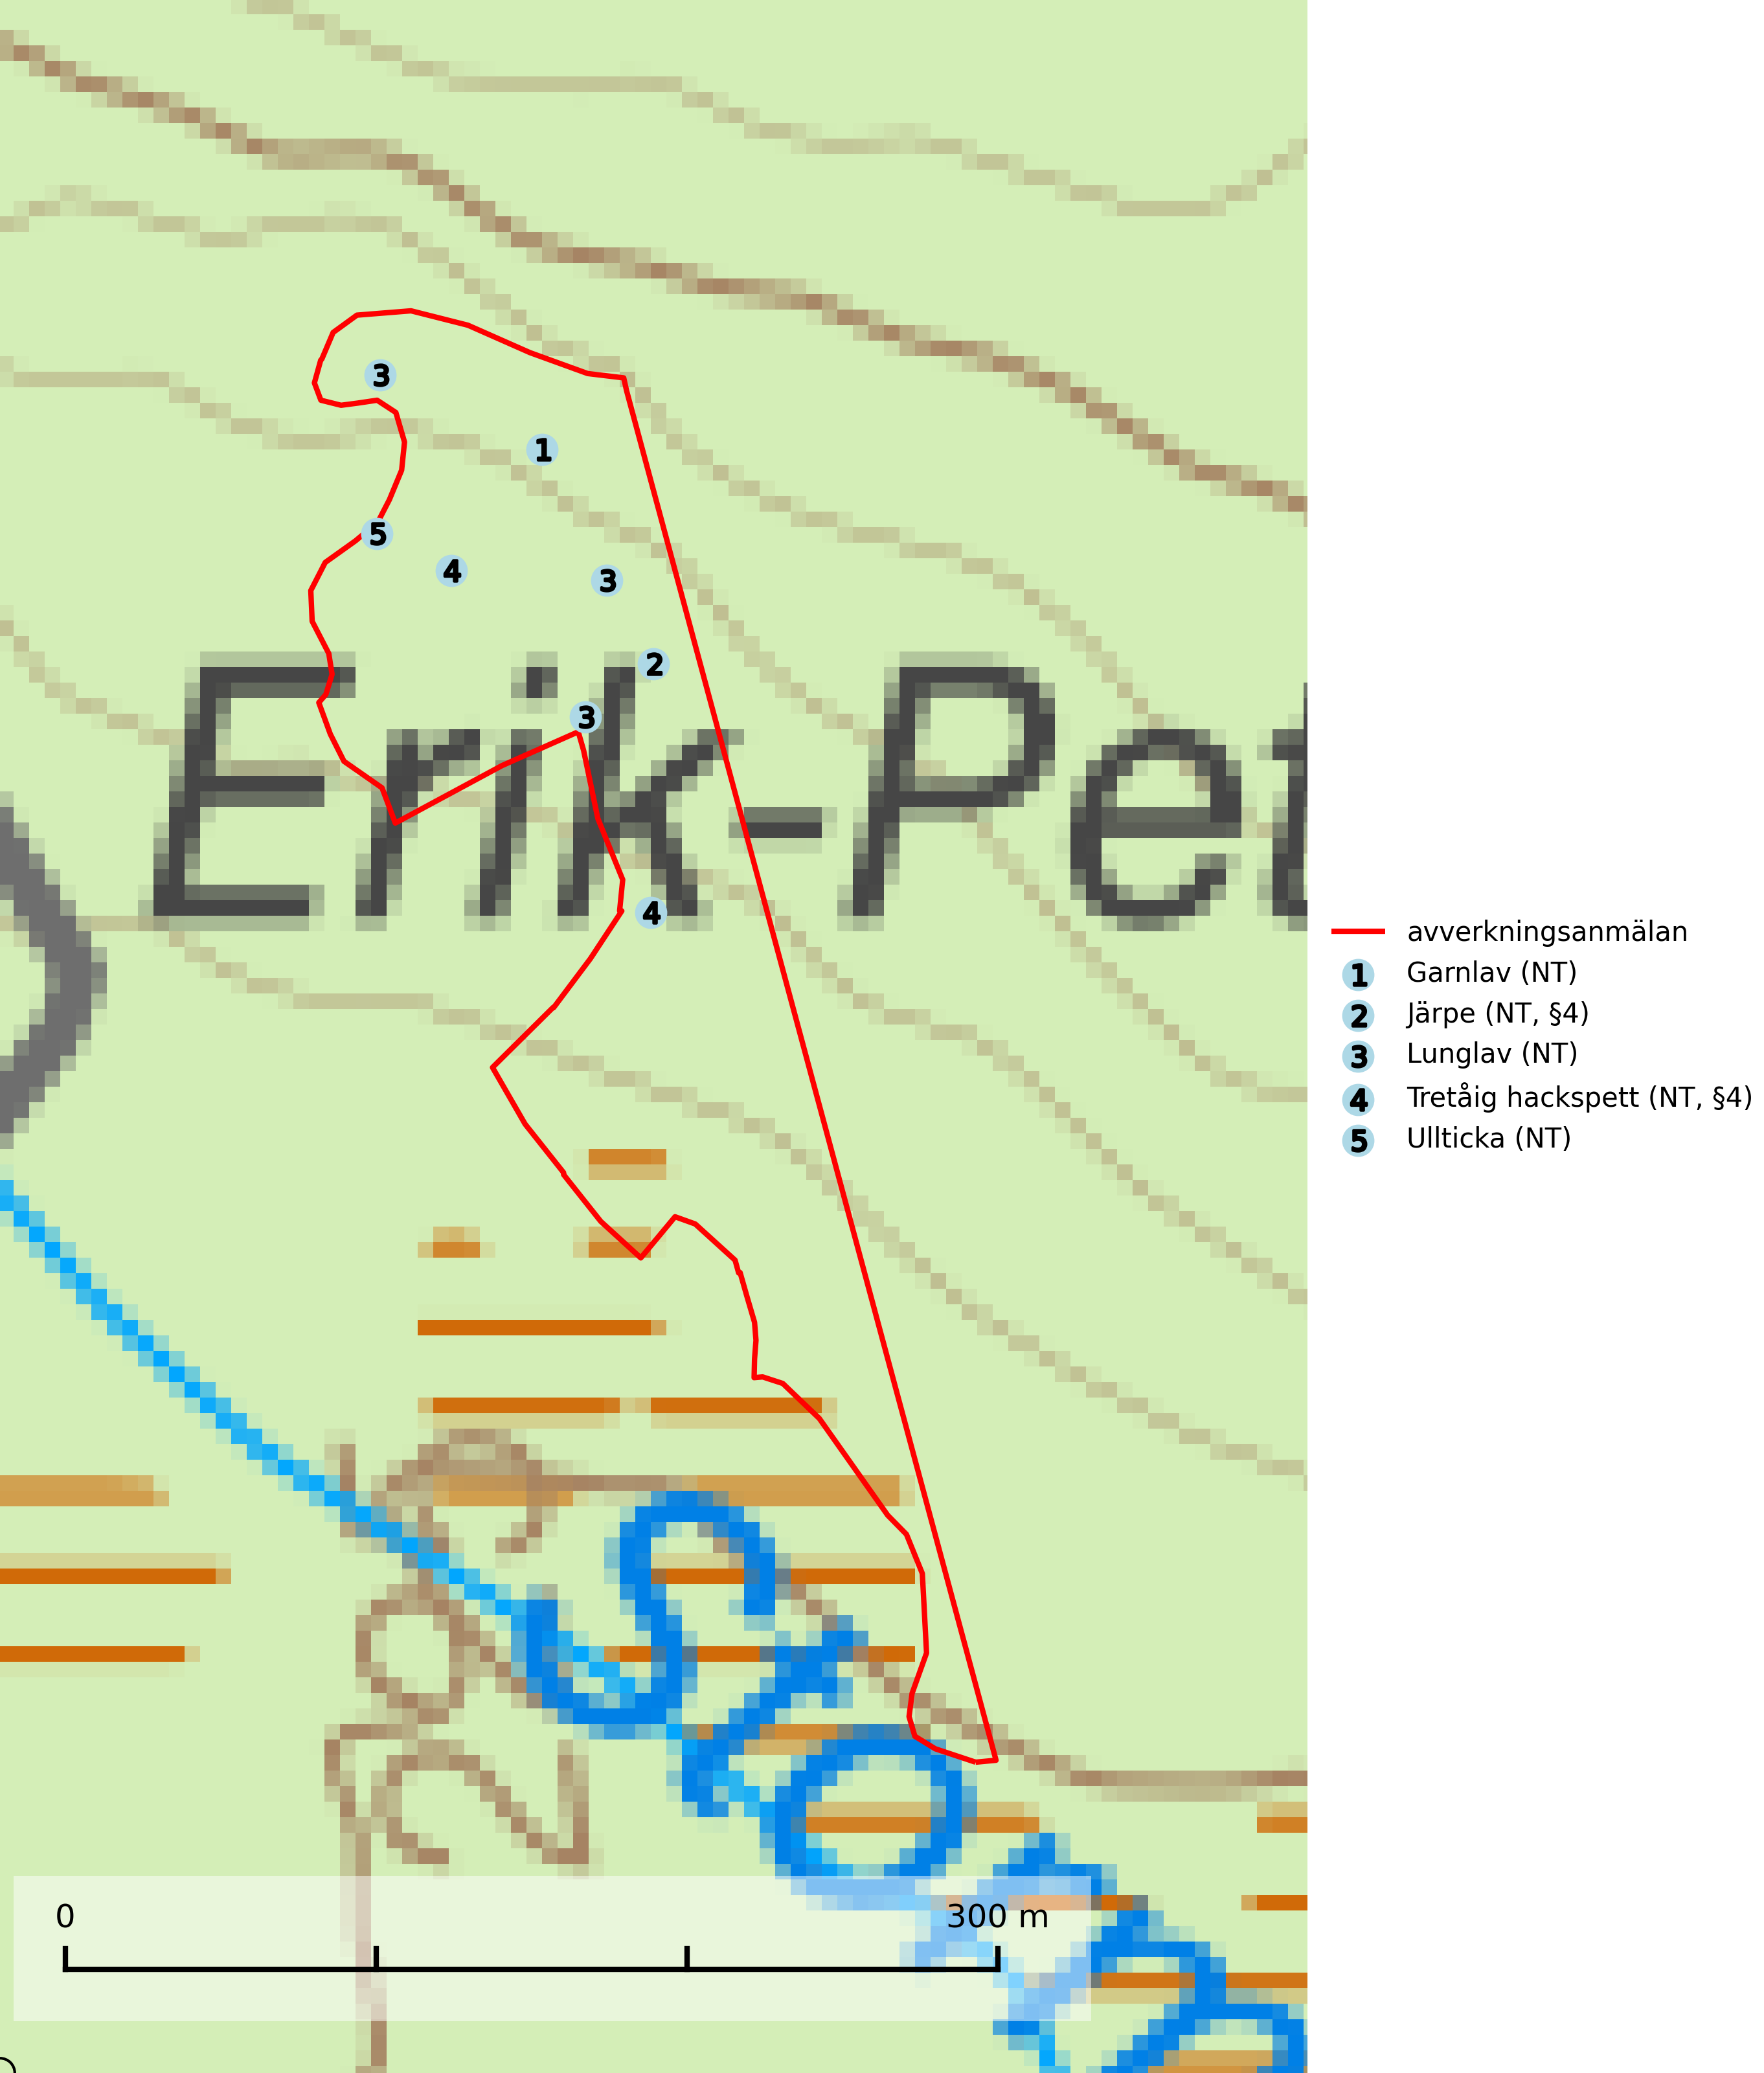 3
1
5
4
3
2
3
Erik-Pet
4
avverkningsanmälan
1 Garnlav (NT)
2 Järpe (NT, §4)
3 Lunglav (NT)
4 Tretåig hackspett (NT, §4)
5 Ullticka (NT)
0 300 m